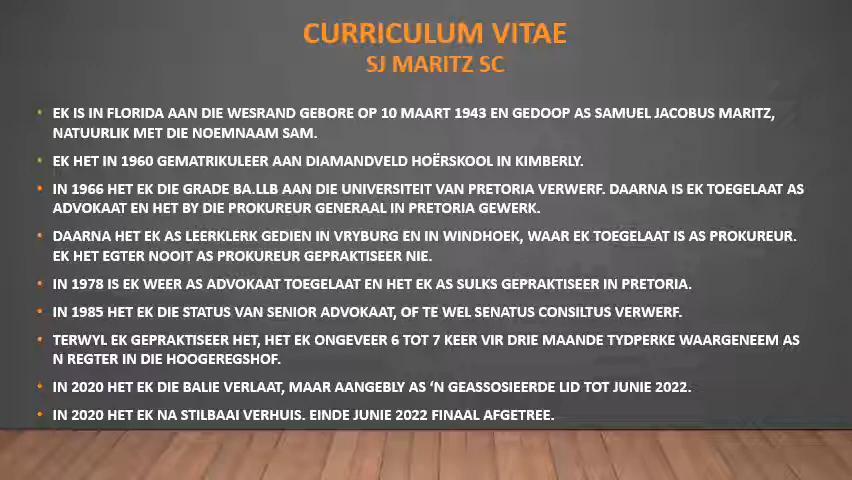 CURRICULUM VITAE
SJ MARITZ SC
• EK IS IN FLORIDA AAN DIE WESRAND GEBORE OP 10 MAART 1943 EN GEDOOP AS SAMUEL JACOBUS MARITZ,
NATUURLIK MET DIE NOEMNAAM SAM.
• EK HET IN 1960 GEMATRIKULEER AAN DIAMANDVELD HOËRSKOOL IN KIMBERLY.
• IN 1966 HET EK DIE GRADE BA.LLB AAN DIE UNIVERSITEIT VAN PRETORIA VERWERF. DAARNA IS EK TOEGELAAT AS
ADVOKAAT EN HET BY DIE PROKUREUR GENERAAL IN PRETORIA GEWERK.
• DAARNA HET EK AS LEERKLERK GEDIEN IN VRYBURG EN IN WINDHOEK, WAAR EK TOEGELAAT IS AS PROKUREUR.
EK HET EGTER NOOIT AS PROKUREUR GEPRAKTISEER NIE.
• IN 1978 IS EK WEER AS ADVOKAAT TOEGELAAT EN HET EK AS SULKS GEPRAKTISEER IN PRETORIA.
• IN 1985 HET EK DIE STATUS VAN SENIOR ADVOKAAT, OF TE WEL SENATUS CONSILTUS VERWERF.
• TERWYL EK GEPRAKTISEER HET, HET EK ONGEVEER 6 TOT 7 KEER VIR DRIE MAANDE TYDPERKE WAARGENEEM AS
N REGTER IN DIE HOOGEREGSHOF.
• IN 2020 HET EK DIE BALIE VERLAAT, MAAR AANGEBLY AS ‘N GEASSOSIEERDE LID TOT JUNIE 2022.
• IN 2020 HET EK NA STILBAAI VERHUIS. EINDE JUNIE 2022 FINAAL AFGETREE.